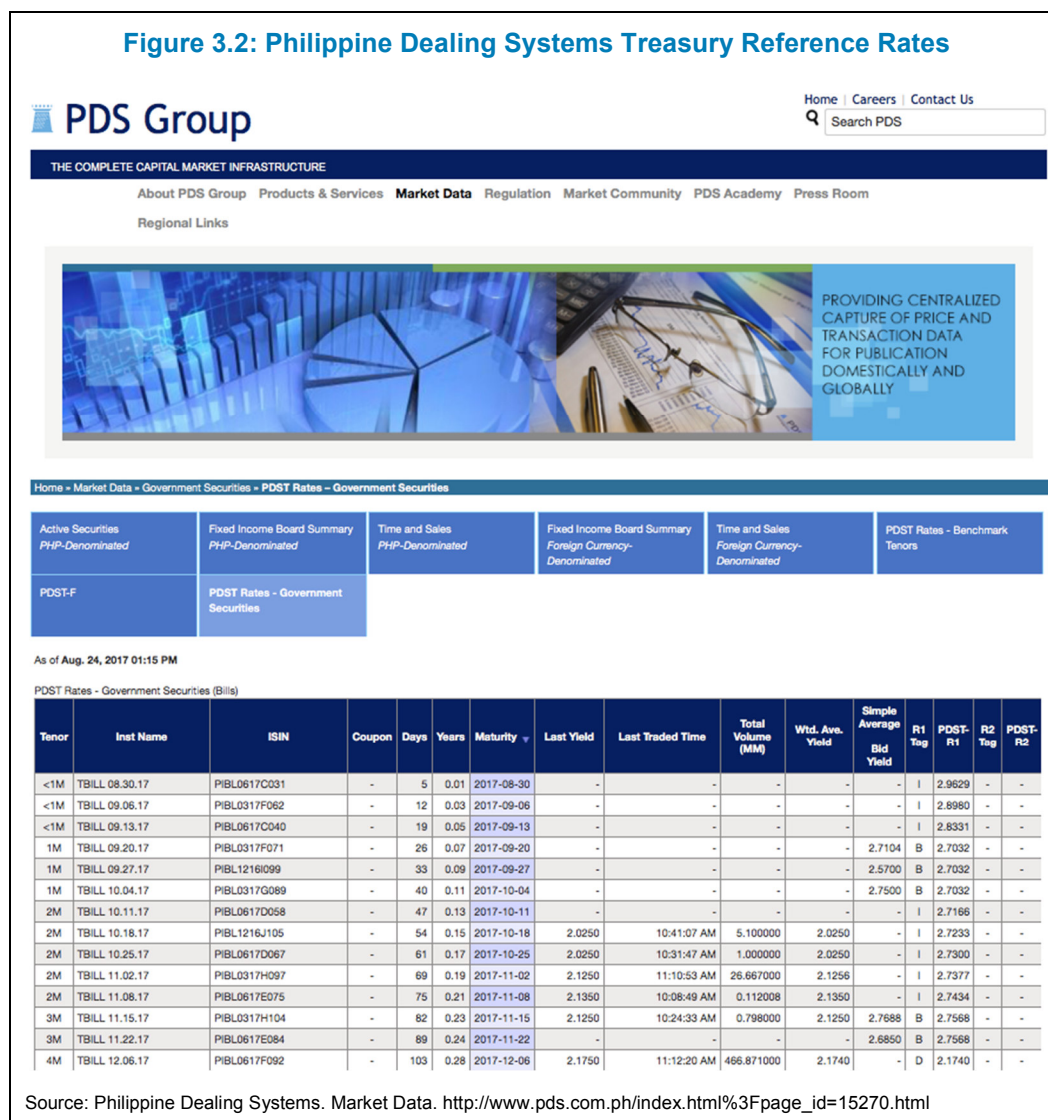 Figure 3.2: Philippine Dealing Systems Treasury Reference Rates
Home | Careers | Contact Us
PDS Group
Search PDS
THE COMPLETE CAPITAL MARKET INFRASTRUCTURE
About PDS Group Products & Services Market Data Regulation Market Community PDS Academy Press Room
Regional Links
PROVIDING CENTRALIZED
CAPTURE OF PRICE AND
TRANSACTION DATA
FOR PUBLICATION
DOMESTICALLY AND
GLOBALLY
Home » Market Data » Government Securities » PDST Rates – Government Securities
Active Securities
PHP-Denominated
Fixed Income Board Summary
PHP-Denominated
Time and Sales
PHP-Denominated
Fixed Income Board Summary
Foreign Currency-
Denominated
Time and Sales
Foreign Currency-
Denominated
PDST Rates - Benchmark
Tenors
PDST-F
PDST Rates - Government
Securities
As of Aug. 24, 2017 01:15 PM
PDST Rates - Government Securities (Bills)
Tenor Inst Name ISIN Coupon Days Years Maturity Last Yield Last Traded Time Total Volume (MM) Wtd. Ave. Yield Simple Average Bid Yield R1 Tag PDST-R1 R2 Tag PDST-R2
<1M TBILL 08.30.17 PIBL0617C031 - 5 0.01 2017-08-30 - - - - - I 2.9629 - -
<1M TBILL 09.06.17 PIBL0317F062 - 12 0.03 2017-09-06 - - - - - I 2.8980 - -
<1M TBILL 09.13.17 PIBL0617C040 - 19 0.05 2017-09-13 - - - - - I 2.8331 - -
1M TBILL 09.20.17 PIBL0317F071 - 26 0.07 2017-09-20 - - - - 2.7104 B 2.7032 - -
1M TBILL 09.27.17 PIBL1216I099 - 33 0.09 2017-09-27 - - - - 2.5700 B 2.7032 - -
1M TBILL 10.04.17 PIBL0317G089 - 40 0.11 2017-10-04 - - - - 2.7500 B 2.7032 - -
2M TBILL 10.11.17 PIBL0617D058 - 47 0.13 2017-10-11 - - - - - I 2.7166 - -
2M TBILL 10.18.17 PIBL1216J105 - 54 0.15 2017-10-18 2.0250 10:41:07 AM 5.100000 2.0250 - I 2.7233 - -
2M TBILL 10.25.17 PIBL0617D067 - 61 0.17 2017-10-25 2.0250 10:31:47 AM 1.000000 2.0250 - I 2.7300 - -
2M TBILL 11.02.17 PIBL0317H097 - 69 0.19 2017-11-02 2.1250 11:10:53 AM 26.667000 2.1256 - I 2.7377 - -
2M TBILL 11.08.17 PIBL0617E075 - 75 0.21 2017-11-08 2.1350 10:08:49 AM 0.112008 2.1350 - I 2.7434 - -
3M TBILL 11.15.17 PIBL0317H104 - 82 0.23 2017-11-15 2.1250 10:24:33 AM 0.798000 2.1250 2.7688 B 2.7568 - -
3M TBILL 11.22.17 PIBL0617E084 - 89 0.24 2017-11-22 - - - - 2.6850 B 2.7568 - -
4M TBILL 12.06.17 PIBL0617F092 - 103 0.28 2017-12-06 2.1750 11:12:20 AM 466.871000 2.1740 - D 2.1740 - -
Source: Philippine Dealing Systems. Market Data. http://www.pds.com.ph/index.html%3Fpage_id=15270.html